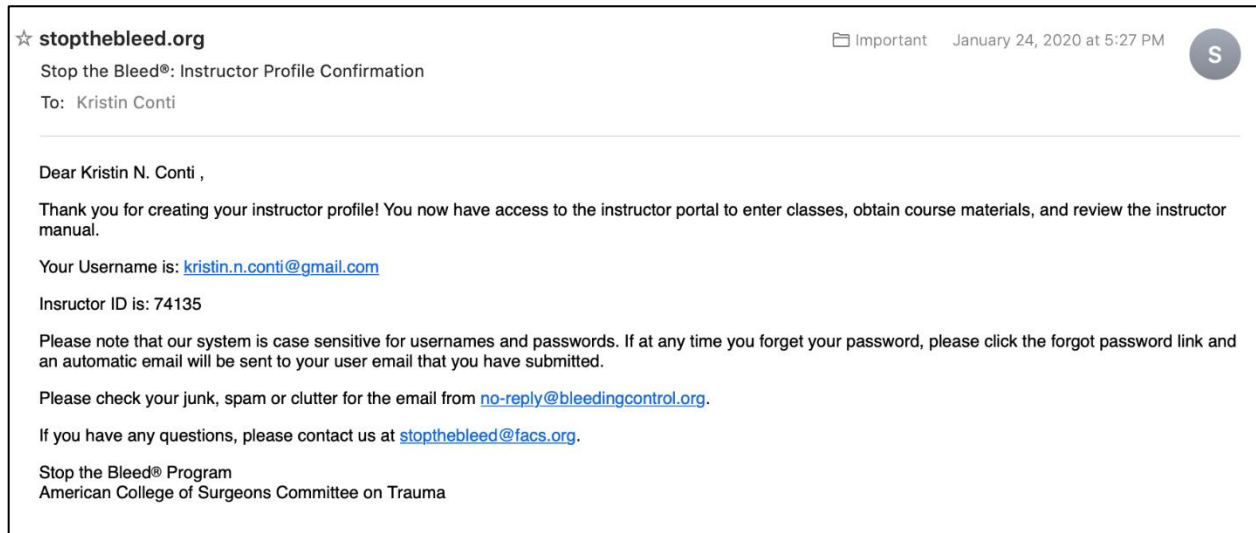 ☆ stopthebleed.org
Important January 24, 2020 at 5:27 PM
S
Stop the Bleed®: Instructor Profile Confirmation
To: Kristin Conti
Dear Kristin N. Conti ,
Thank you for creating your instructor profile! You now have access to the instructor portal to enter classes, obtain course materials, and review the instructor
manual.
Your Username is: kristin.n.conti@gmail.com
Insructor ID is: 74135
Please note that our system is case sensitive for usernames and passwords. If at any time you forget your password, please click the forgot password link and
an automatic email will be sent to your user email that you have submitted.
Please check your junk, spam or clutter for the email from no-reply@bleedingcontrol.org.
If you have any questions, please contact us at stopthebleed@facs.org.
Stop the Bleed® Program
American College of Surgeons Committee on Trauma